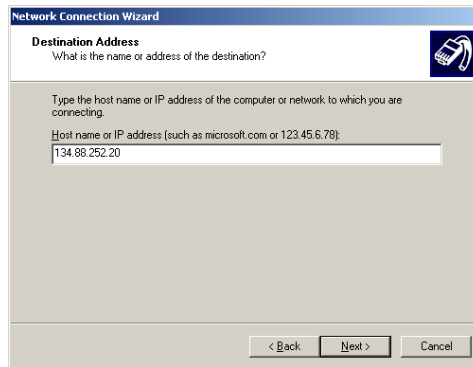 Network Connection Wizard
Destination Address
What is the name or address of the destination?
Type the host name or IP address of the computer or network to which you are
connecting.
Host name or IP address (such as microsoft.com or 123.45.6.78):
134.88.252.20
< Back Next > Cancel